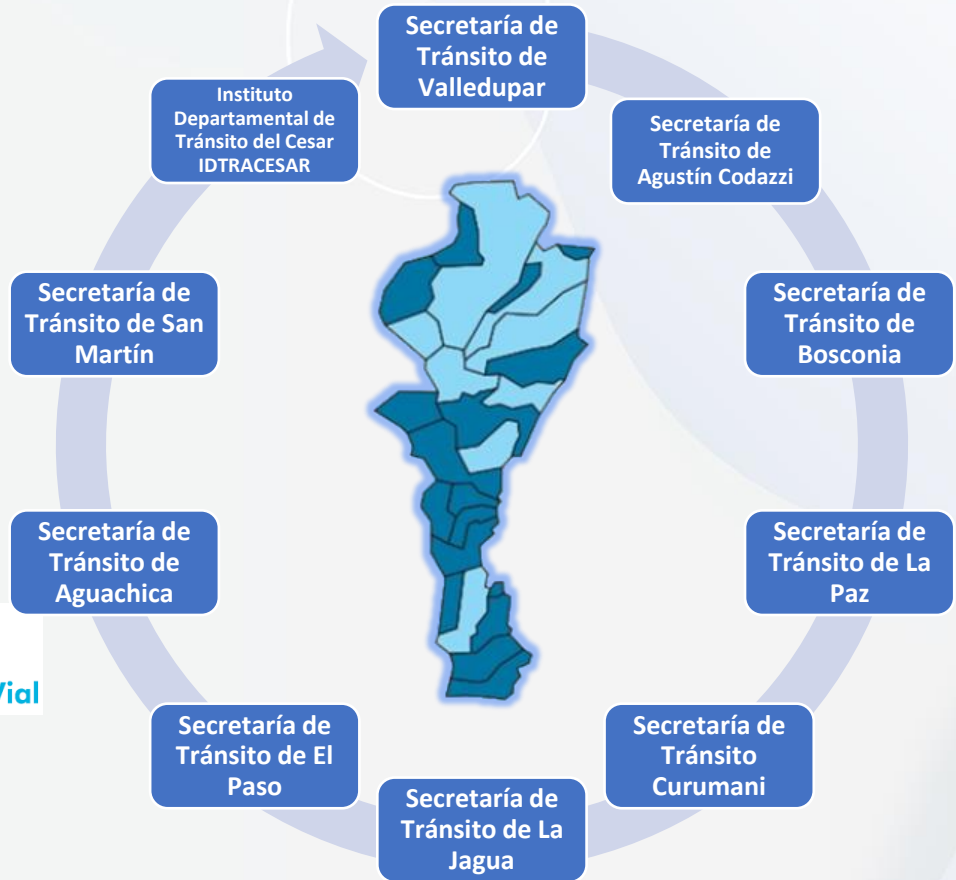 Secretaría de
Tránsito de
Valledupar
Secretaría de
Tránsito de
Agustín Codazzi
Secretaría de
Tránsito de
Bosconia
Secretaría de
Tránsito de La
Paz
Secretaría de
Tránsito
Curumani
Secretaría de
Tránsito de La
Jagua
Secretaría de
Tránsito de El
Paso
Secretaría de
Tránsito de
Aguachica
Secretaría de
Tránsito de San
Martín
Instituto
Departamental de
Tránsito del Cesar
IDTRACESAR
Vial